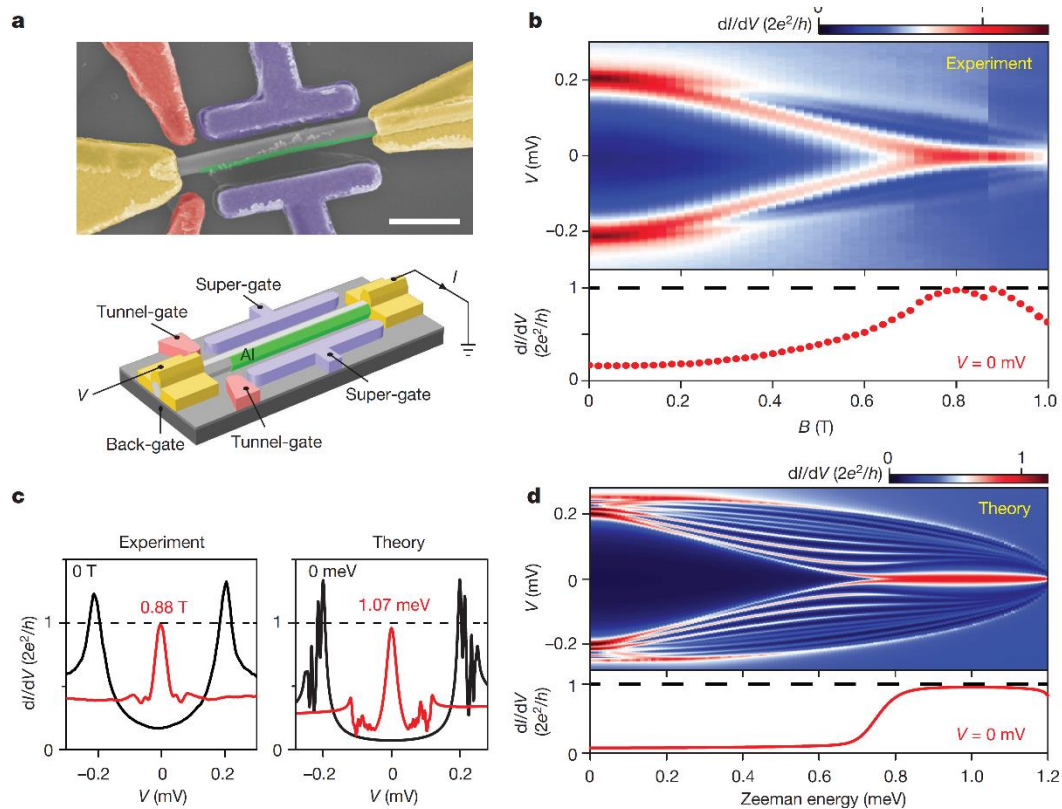 a
Super-gate
Tunnel-gate
I
Al
V
Super-gate
Back-gate
Tunnel-gate
b
dI/dV (2e²/h)
Experiment
0.2
0
−0.2
V (mV)
1
0
dI/dV
(2e²/h)
V = 0 mV
0 0.2 0.4 0.6 0.8 1.0
B (T)
c
Experiment
0 T
0.88 T
1
0
dI/dV (2e²/h)
−0.2 0 0.2
V (mV)
Theory
0 meV
1.07 meV
1
0
−0.2 0 0.2
V (mV)
d
0 1
dI/dV (2e²/h)
Theory
0.2
0
−0.2
V (mV)
1
0
dI/dV
(2e²/h)
V = 0 mV
0 0.2 0.4 0.6 0.8 1.0 1.2
Zeeman energy (meV)